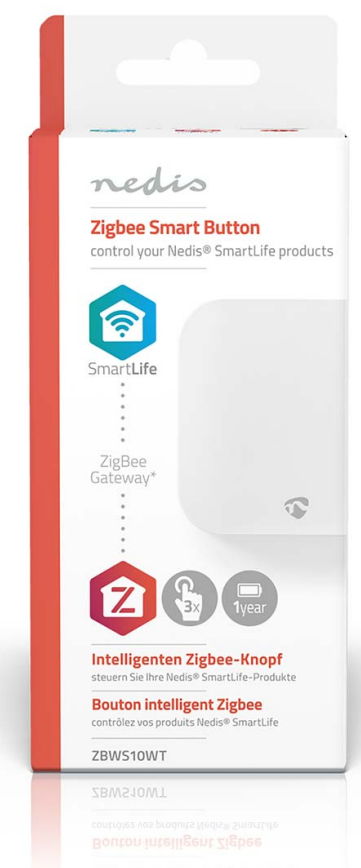 nedis
Zigbee Smart Button
control your Nedis® SmartLife products
SmartLife
ZigBee
Gateway*
Z
3x
1year
Intelligenten Zigbee-Knopf
steuern Sie Ihre Nedis® SmartLife-Produkte
Bouton intelligent Zigbee
contrôlez vos produits Nedis® SmartLife
ZBWS10WT